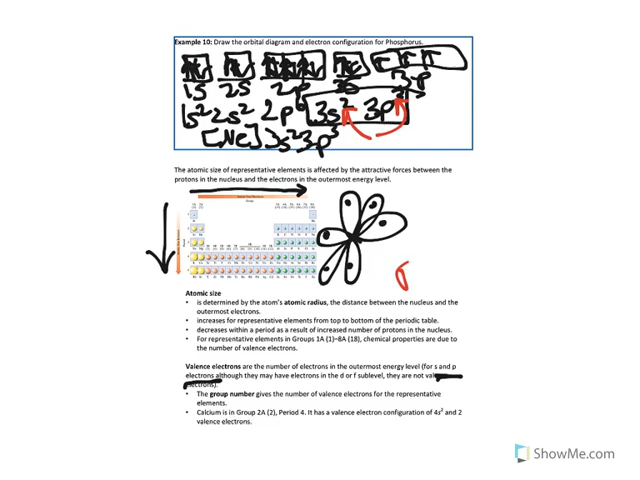 Example 10: Draw the orbital diagram and electron configuration for Phosphorus.
1s 2s 2p 3s 3p
1s² 2s² 2p⁶ 3s² 3p³
[Ne] 3s² 3p³
The atomic size of representative elements is affected by the attractive forces between the
protons in the nucleus and the electrons in the outermost energy level.
Atomic size
• is determined by the atom's atomic radius, the distance between the nucleus and the
outermost electrons.
• increases for representative elements from top to bottom of the periodic table.
• decreases within a period as a result of increased number of protons in the nucleus.
• For representative elements in Groups 1A (1)–8A (18), chemical properties are due to
the number of valence electrons.
Valence electrons are the number of electrons in the outermost energy level (for s and p
electrons although they may have electrons in the d or f sublevel, they are not
electrons).
• The group number gives the number of valence electrons for the representative
elements.
• Calcium is in Group 2A (2), Period 4. It has a valence electron configuration of 4s² and 2
valence electrons.
ShowMe.com